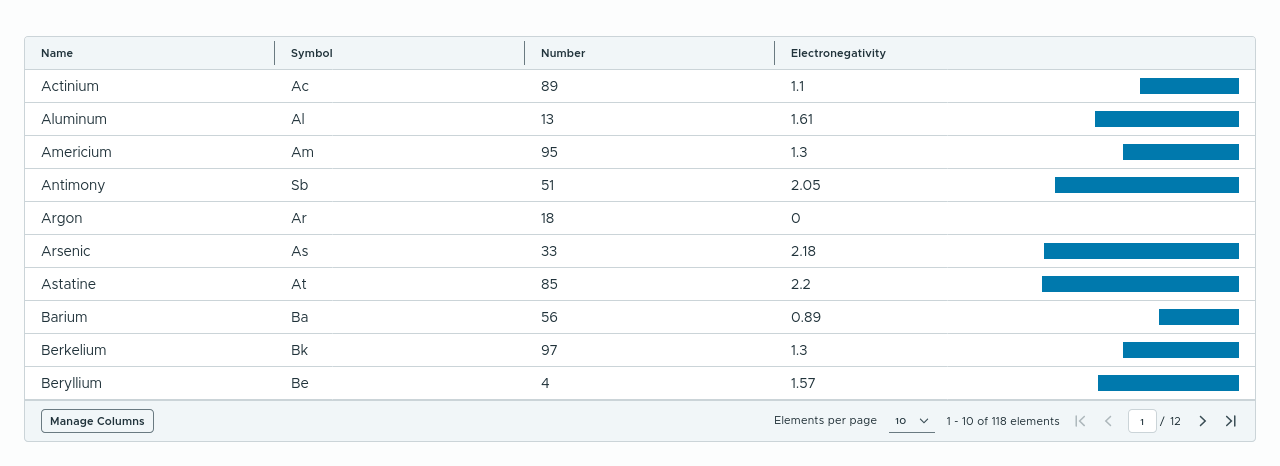 Name Symbol Number Electronegativity
Actinium Ac 89 1.1
Aluminum Al 13 1.61
Americium Am 95 1.3
Antimony Sb 51 2.05
Argon Ar 18 0
Arsenic As 33 2.18
Astatine At 85 2.2
Barium Ba 56 0.89
Berkelium Bk 97 1.3
Beryllium Be 4 1.57
Manage Columns Elements per page 10 1 - 10 of 118 elements 1 / 12